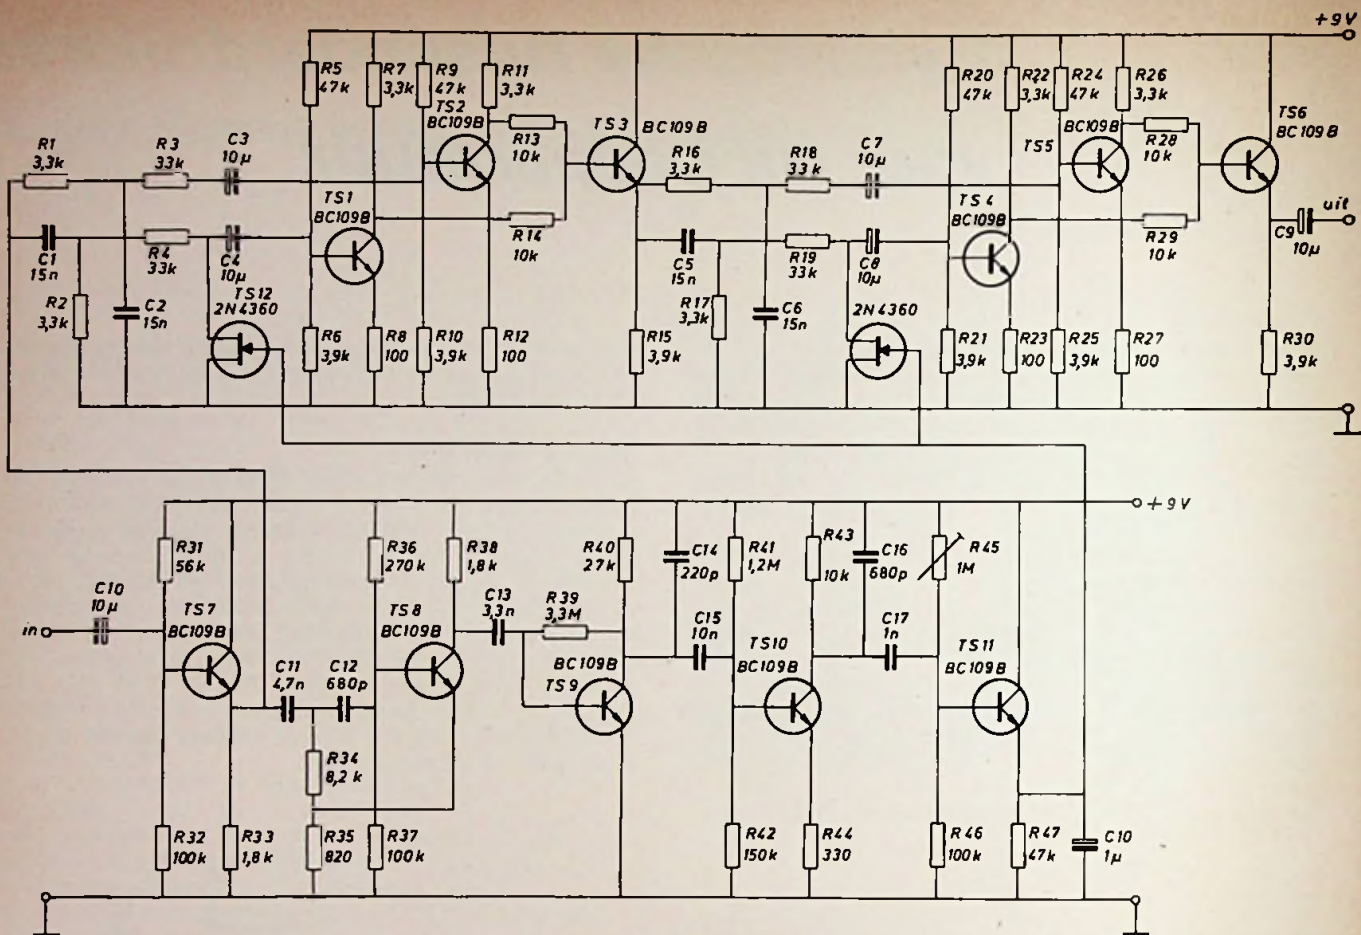 +9V
R5
47k
R7
3,3k
R9
47k
TS2
BC109B
R11
3,3k
R13
10k
TS3
BC109B
R20
47k
R22
3,3k
R24
47k
R26
3,3k
TS5
BC109B
R28
10k
TS6
BC109B
R1
3,3k
R3
33k
C3
10µ
R16
3,3k
R18
33k
C7
10µ
TS1
BC109B
R14
10k
TS4
BC109B
R29
10k
uit
C9
10µ
C1
15n
R4
33k
C4
10µ
C5
15n
R19
33k
C8
10µ
R2
3,3k
C2
15n
TS12
2N4360
R6
3,9k
R8
100
R10
3,9k
R12
100
R15
3,9k
R17
3,3k
C6
15n
2N4360
R21
3,9k
R23
100
R25
3,9k
R27
100
R30
3,9k
+9V
R31
56k
R36
270k
R38
1,8k
R40
27k
C14
220p
R41
1,2M
R43
10k
C16
680p
R45
1M
in
C10
10µ
TS7
BC109B
TS8
BC109B
C13
3,3n
R39
3,3M
C15
10n
C17
1n
C11
4,7n
C12
680p
BC109B
TS9
TS10
BC109B
TS11
BC109B
R34
8,2k
R32
100k
R33
1,8k
R35
820
R37
100k
R42
150k
R44
330
R46
100k
R47
47k
C10
1µ